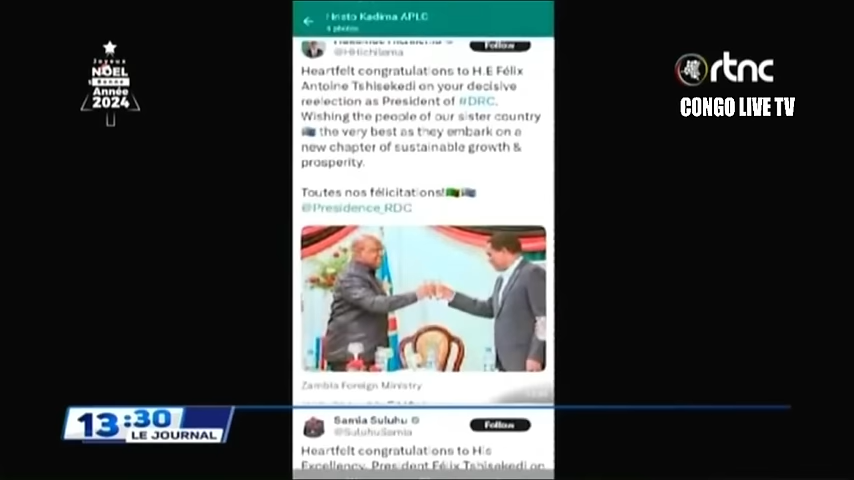 Joyeux
NOEL
Bonne
Année
2024
rtnc
CONGO LIVE TV
Kadima APLC
4 photos
@HHichilema
Follow
Heartfelt congratulations to H.E Félix
Antoine Tshisekedi on your decisive
reelection as President of #DRC.
Wishing the people of our sister country
🇨🇩 the very best as they embark on a
new chapter of sustainable growth &
prosperity.
Toutes nos félicitations!🇿🇲🇨🇩
@Presidence_RDC
Zambia Foreign Ministry
Samia Suluhu
@SuluhuSamia
Follow
Heartfelt congratulations to His
Excellency, President Félix Tshisekedi on
13:30
LE JOURNAL